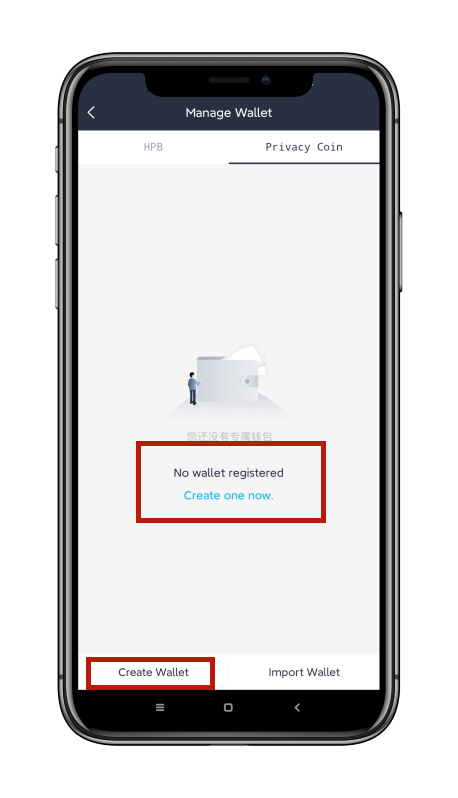 Manage Wallet
HPB
Privacy Coin
您还没有专属钱包
No wallet registered
Create one now.
Create Wallet
Import Wallet